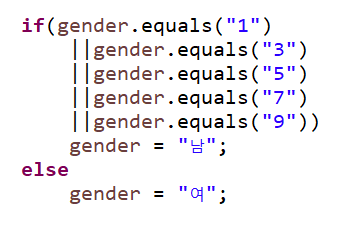 if(gender.equals("1")
||gender.equals("3")
||gender.equals("5")
||gender.equals("7")
||gender.equals("9"))
gender = "남";
else
gender = "여";